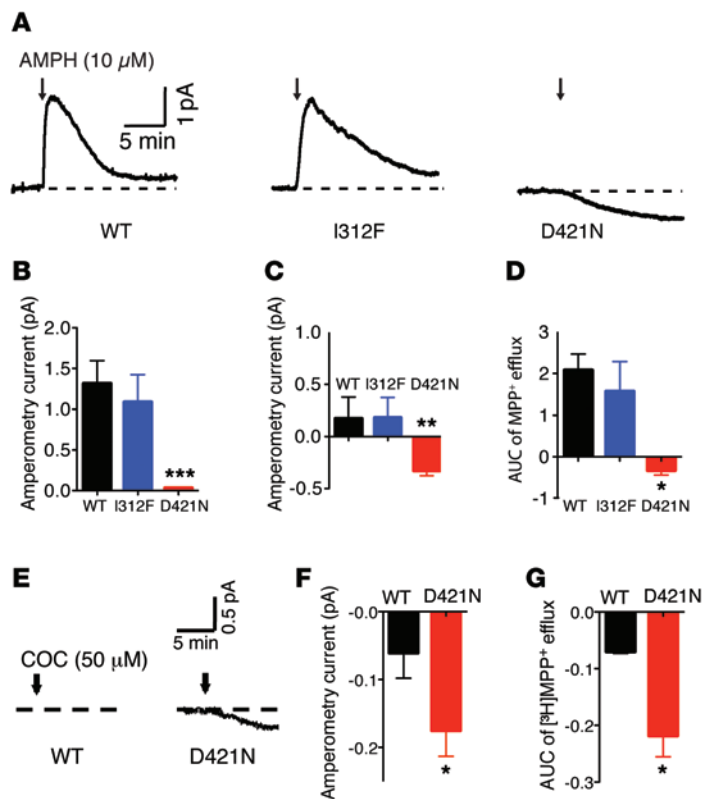 A
AMPH (10 µM)
1 pA
5 min
WT
I312F
D421N
B
Amperometry current (pA)
2.0
1.5
1.0
0.5
0.0
***
WT I312F D421N
C
Amperometry current (pA)
1.0
0.5
0.0
-0.5
WT I312F D421N
**
D
AUC of MPP⁺ efflux
3
2
1
0
-1
WT I312F D421N
*
E
0.5 pA
5 min
COC (50 µM)
WT
D421N
F
WT D421N
Amperometry current (pA)
-0.0
-0.1
-0.2
*
G
WT D421N
AUC of [³H]MPP⁺ efflux
-0.0
-0.1
-0.2
-0.3
*